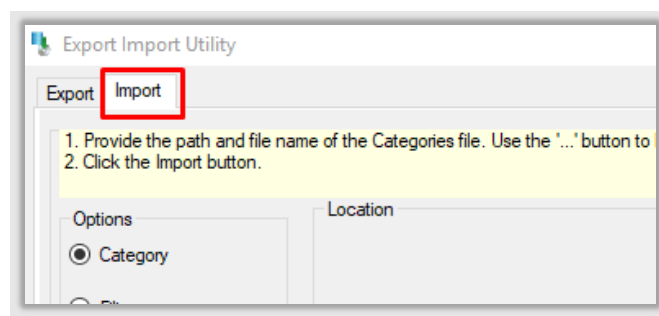 Export Import Utility
Export
Import
1. Provide the path and file name of the Categories file. Use the '...' button to
2. Click the Import button.
Options
Location
Category